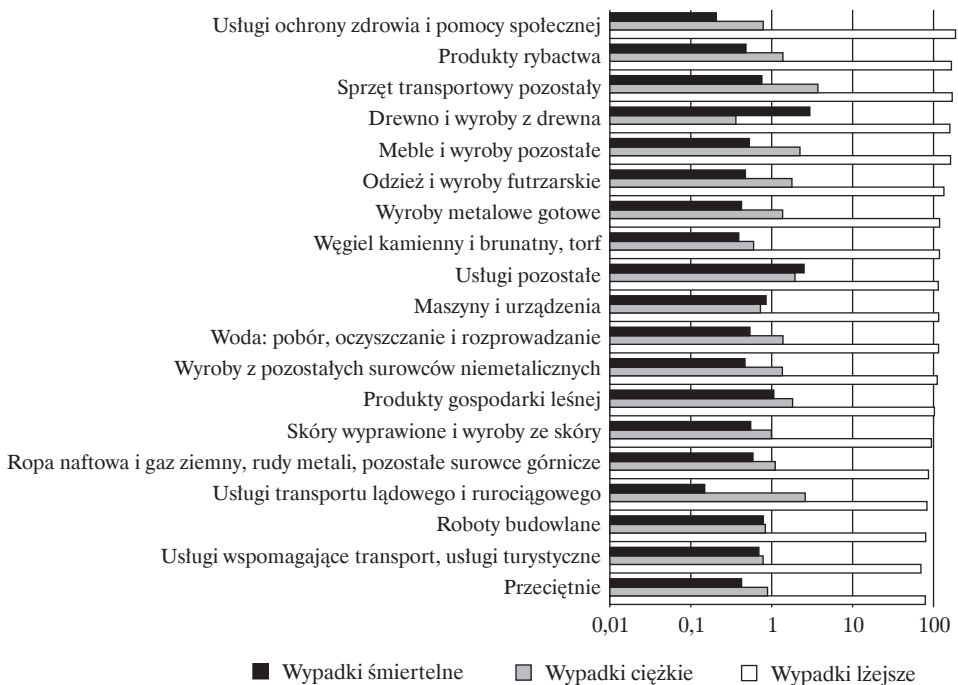 Usługi ochrony zdrowia i pomocy społecznej
Produkty rybactwa
Sprzęt transportowy pozostały
Drewno i wyroby z drewna
Meble i wyroby pozostałe
Odzież i wyroby futrzarskie
Wyroby metalowe gotowe
Węgiel kamienny i brunatny, torf
Usługi pozostałe
Maszyny i urządzenia
Woda: pobór, oczyszczanie i rozprowadzanie
Wyroby z pozostałych surowców niemetalicznych
Produkty gospodarki leśnej
Skóry wyprawione i wyroby ze skóry
Ropa naftowa i gaz ziemny, rudy metali, pozostałe surowce górnicze
Usługi transportu lądowego i rurociągowego
Roboty budowlane
Usługi wspomagające transport, usługi turystyczne
Przeciętnie
0,01 0,1 1 10 100
Wypadki śmiertelne Wypadki ciężkie Wypadki lżejsze